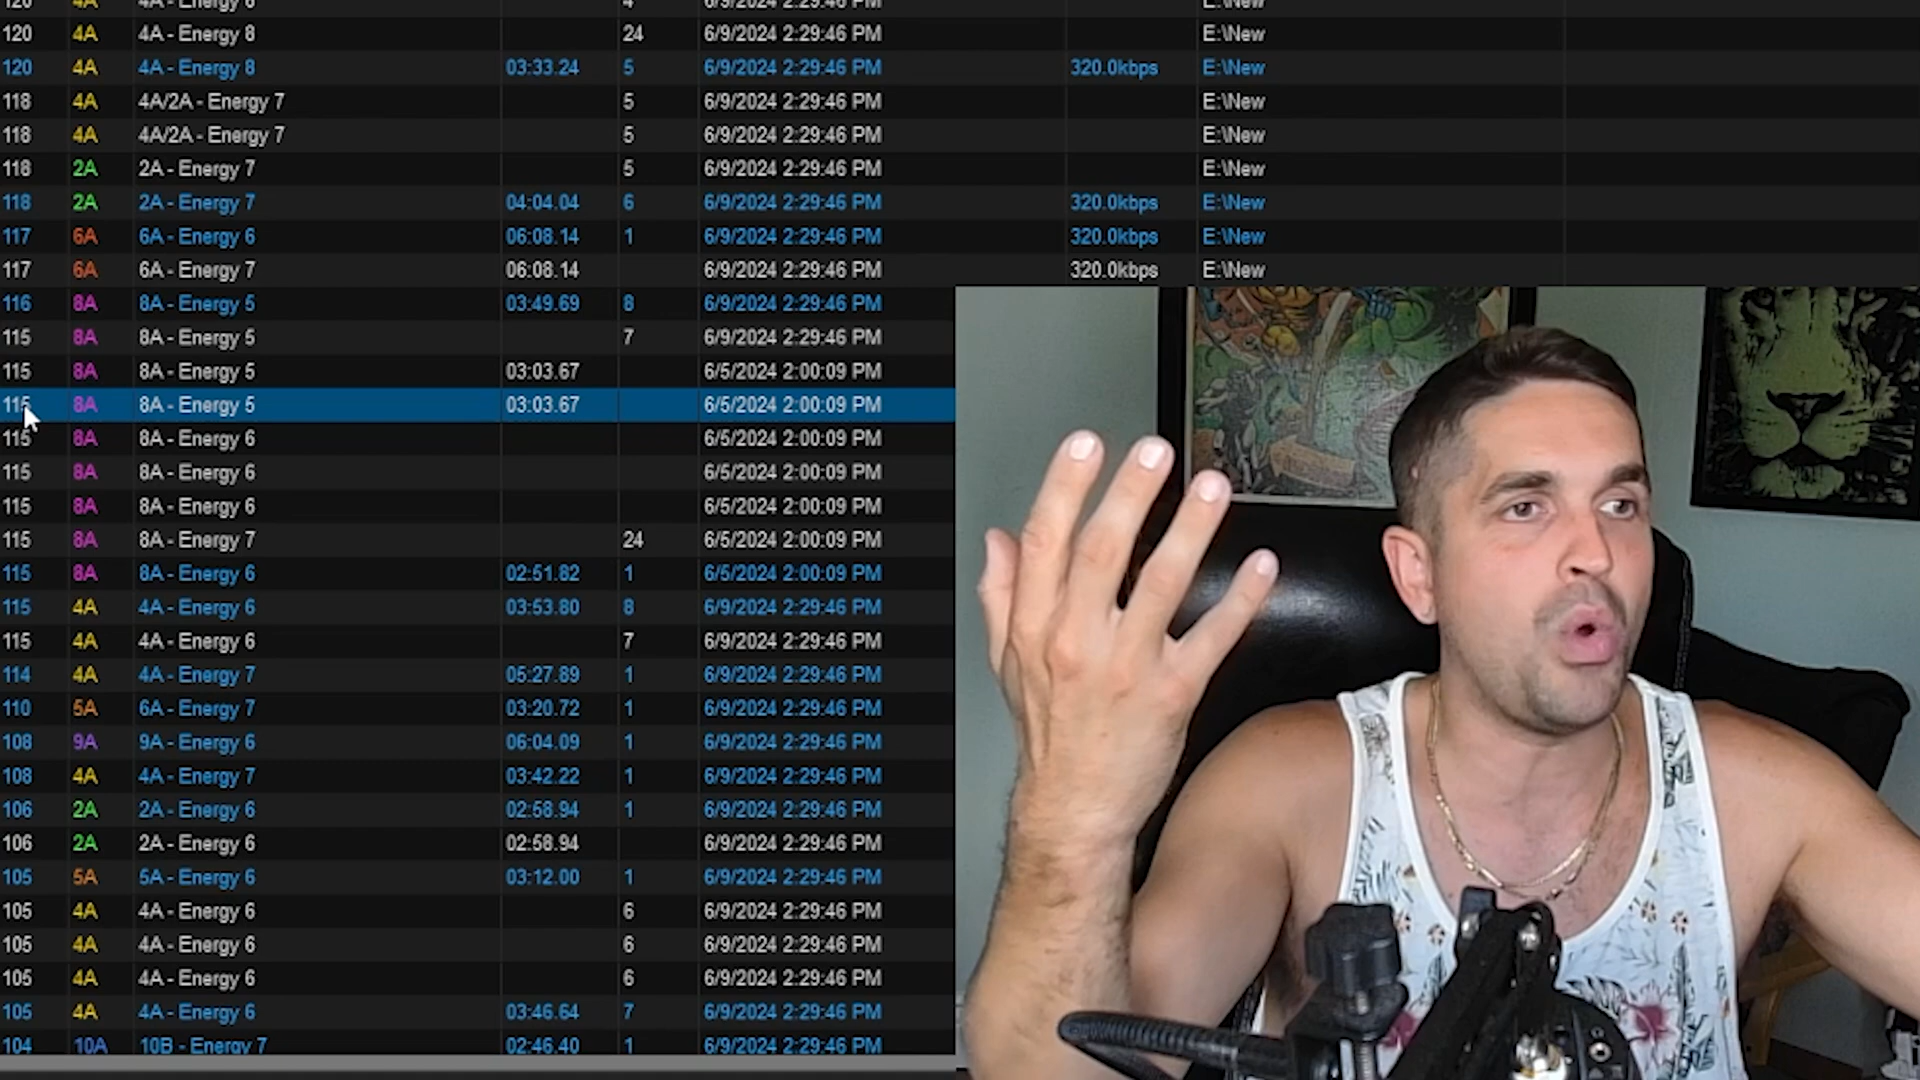 120 4A 4A - Energy 6 4 6/9/2024 2:29:46 PM E:\New
120 4A 4A - Energy 8 24 6/9/2024 2:29:46 PM E:\New
120 4A 4A - Energy 8 03:33.24 5 6/9/2024 2:29:46 PM 320.0kbps E:\New
118 4A 4A/2A - Energy 7 5 6/9/2024 2:29:46 PM E:\New
118 4A 4A/2A - Energy 7 5 6/9/2024 2:29:46 PM E:\New
118 2A 2A - Energy 7 5 6/9/2024 2:29:46 PM E:\New
118 2A 2A - Energy 7 04:04.04 6 6/9/2024 2:29:46 PM 320.0kbps E:\New
117 6A 6A - Energy 6 06:08.14 1 6/9/2024 2:29:46 PM 320.0kbps E:\New
117 6A 6A - Energy 7 06:08.14 6/9/2024 2:29:46 PM 320.0kbps E:\New
116 8A 8A - Energy 5 03:49.69 8 6/9/2024 2:29:46 PM
115 8A 8A - Energy 5 7 6/9/2024 2:29:46 PM
115 8A 8A - Energy 5 03:03.67 6/5/2024 2:00:09 PM
115 8A 8A - Energy 5 03:03.67 6/5/2024 2:00:09 PM
115 8A 8A - Energy 6 6/5/2024 2:00:09 PM
115 8A 8A - Energy 6 6/5/2024 2:00:09 PM
115 8A 8A - Energy 6 6/5/2024 2:00:09 PM
115 8A 8A - Energy 7 24 6/5/2024 2:00:09 PM
115 8A 8A - Energy 6 02:51.82 1 6/5/2024 2:00:09 PM
115 4A 4A - Energy 6 03:53.80 8 6/9/2024 2:29:46 PM
115 4A 4A - Energy 6 7 6/9/2024 2:29:46 PM
114 4A 4A - Energy 7 05:27.89 1 6/9/2024 2:29:46 PM
110 5A 6A - Energy 7 03:20.72 1 6/9/2024 2:29:46 PM
108 9A 9A - Energy 6 06:04.09 1 6/9/2024 2:29:46 PM
108 4A 4A - Energy 7 03:42.22 1 6/9/2024 2:29:46 PM
106 2A 2A - Energy 6 02:58.94 1 6/9/2024 2:29:46 PM
106 2A 2A - Energy 6 02:58.94 6/9/2024 2:29:46 PM
105 5A 5A - Energy 6 03:12.00 1 6/9/2024 2:29:46 PM
105 4A 4A - Energy 6 6 6/9/2024 2:29:46 PM
105 4A 4A - Energy 6 6 6/9/2024 2:29:46 PM
105 4A 4A - Energy 6 6 6/9/2024 2:29:46 PM
105 4A 4A - Energy 6 03:46.64 7 6/9/2024 2:29:46 PM
104 10A 10B - Energy 7 02:46.40 1 6/9/2024 2:29:46 PM